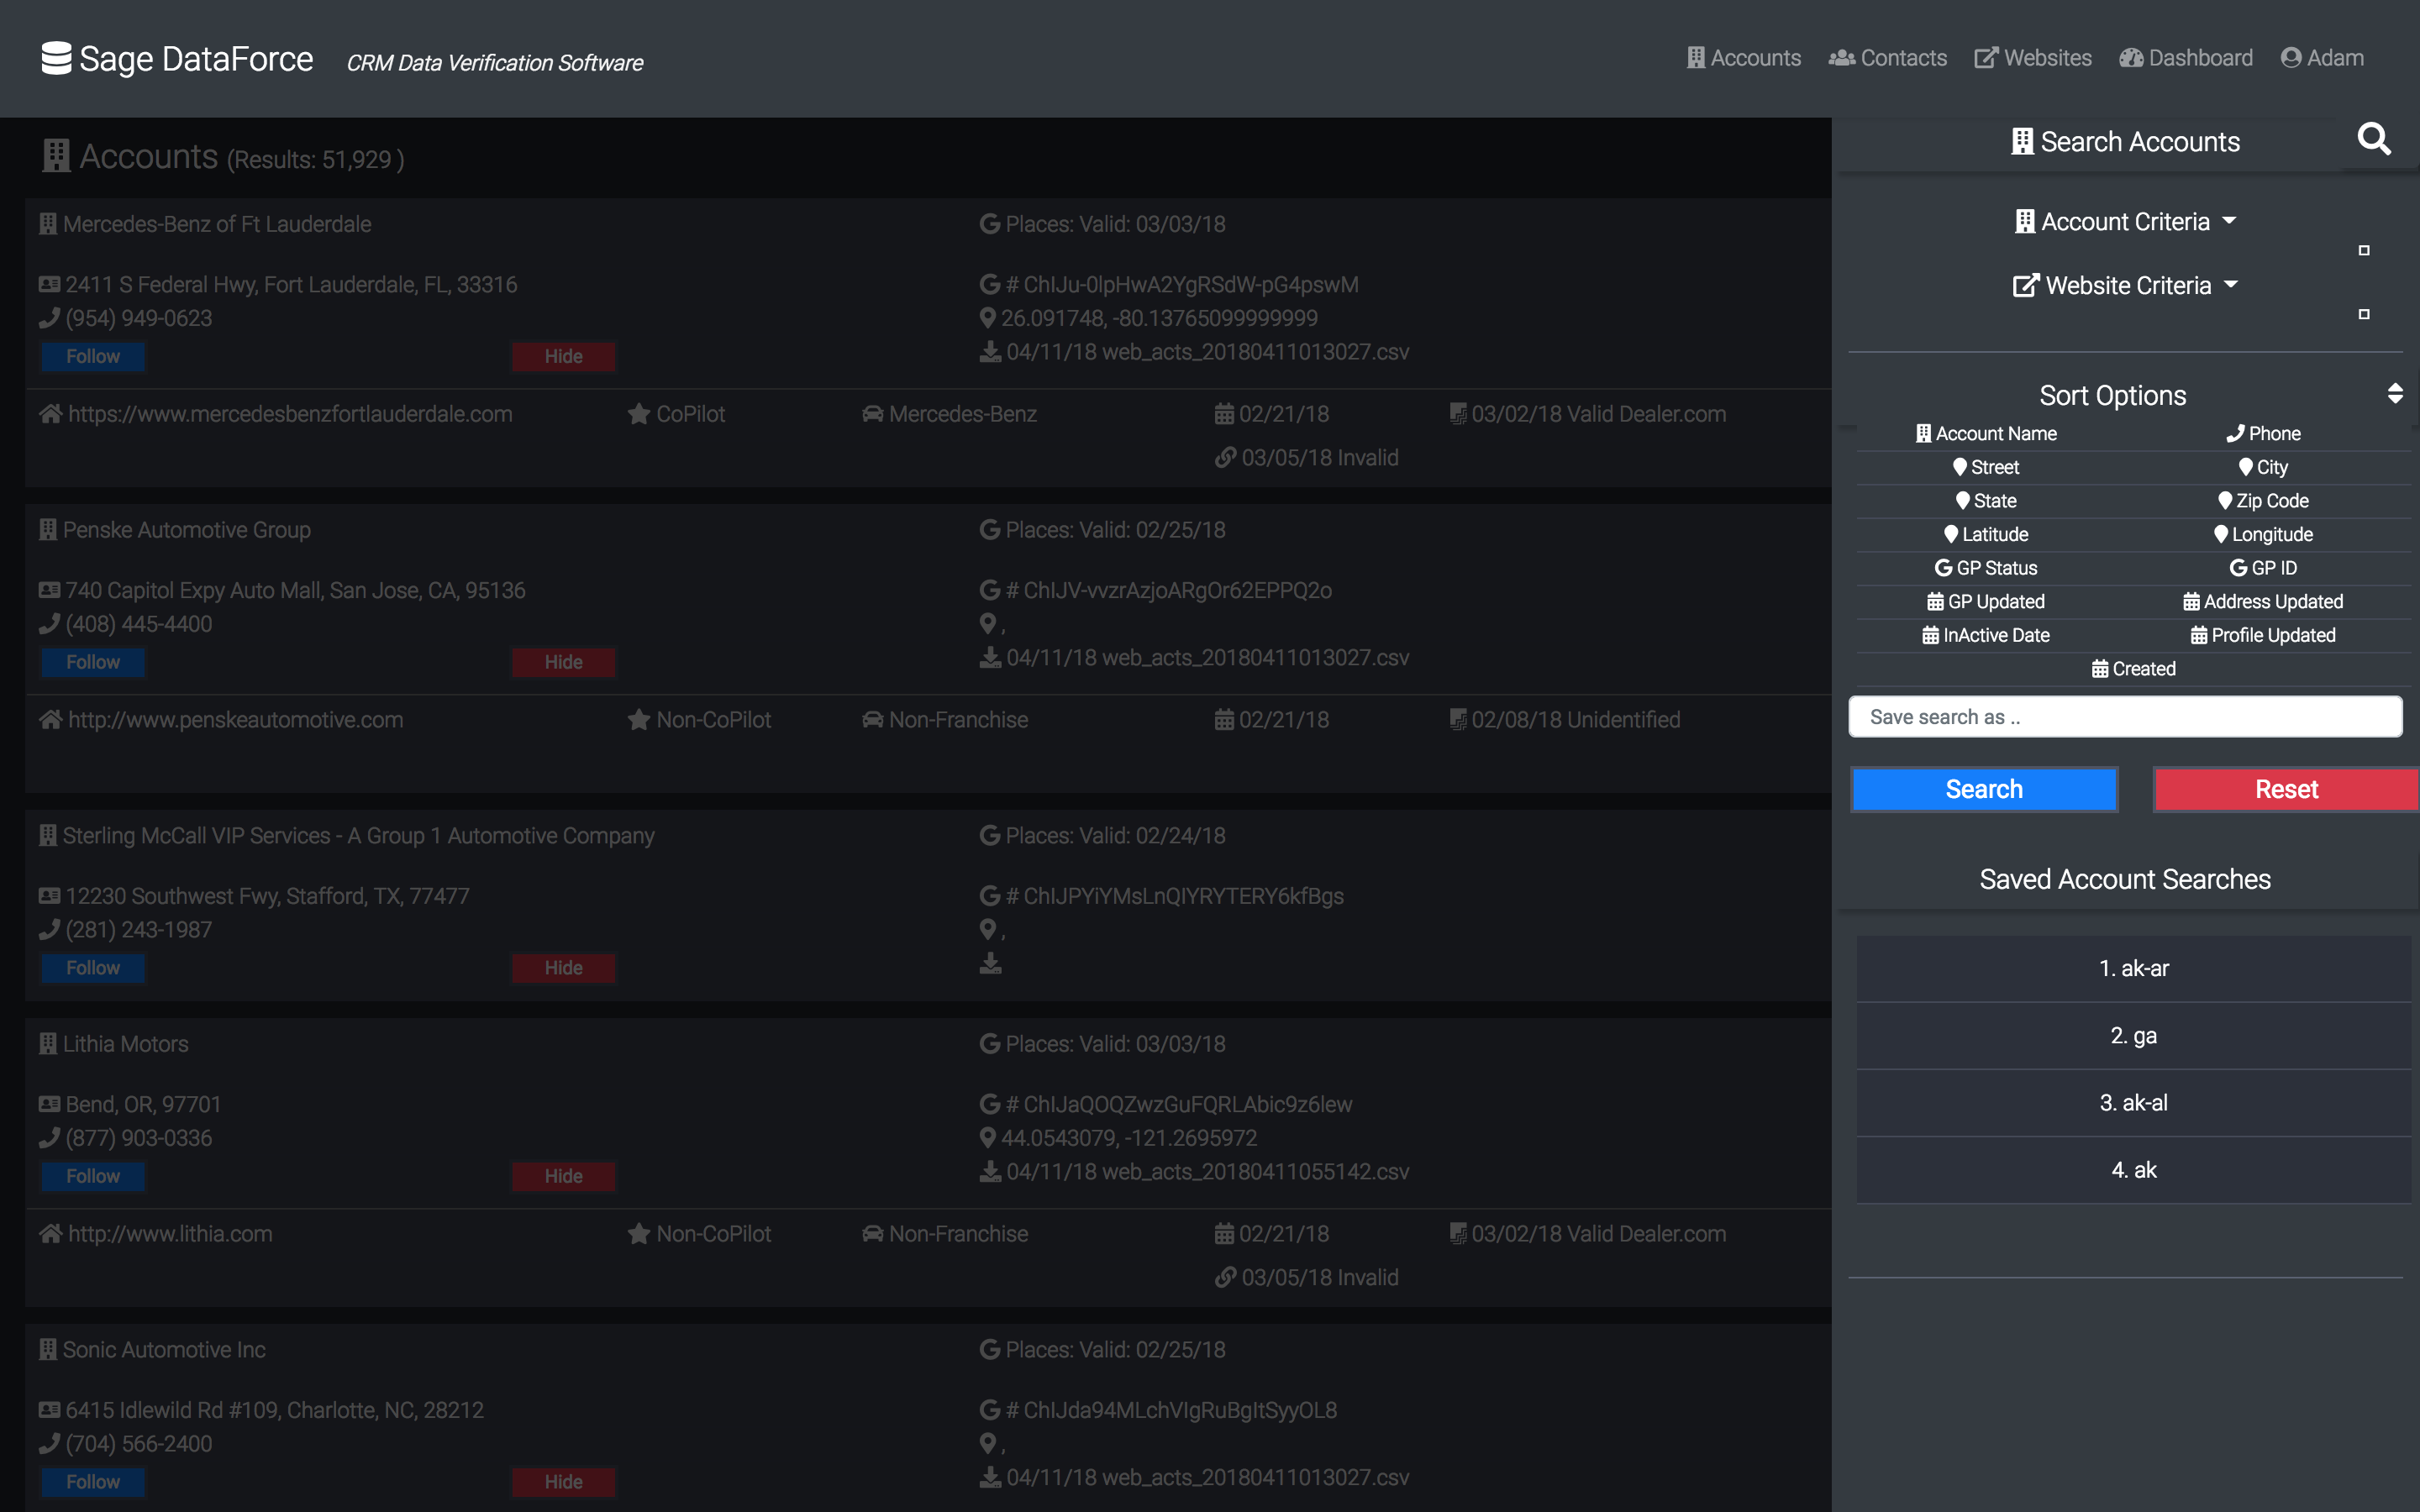 Sage DataForce CRM Data Verification Software Accounts Contacts Websites Dashboard Adam
Accounts (Results: 51,929 )
Mercedes-Benz of Ft Lauderdale Places: Valid: 03/03/18
2411 S Federal Hwy, Fort Lauderdale, FL, 33316 # ChIJu-0lpHwA2YgRSdW-pG4pswM
(954) 949-0623 26.091748, -80.13765099999999
Follow Hide 04/11/18 web_acts_20180411013027.csv
https://www.mercedesbenzfortlauderdale.com CoPilot Mercedes-Benz 02/21/18 03/02/18 Valid Dealer.com
03/05/18 Invalid
Penske Automotive Group Places: Valid: 02/25/18
740 Capitol Expy Auto Mall, San Jose, CA, 95136 # ChIJV-vvzrAzjoARgOr62EPPQ2o
(408) 445-4400 ,
Follow Hide 04/11/18 web_acts_20180411013027.csv
http://www.penskeautomotive.com Non-CoPilot Non-Franchise 02/21/18 02/08/18 Unidentified
Sterling McCall VIP Services - A Group 1 Automotive Company Places: Valid: 02/24/18
12230 Southwest Fwy, Stafford, TX, 77477 # ChIJPYiYMsLnQIYRYTERY6kfBgs
(281) 243-1987 ,
Follow Hide
Lithia Motors Places: Valid: 03/03/18
Bend, OR, 97701 # ChIJaQOQZwzGuFQRLAbic9z6lew
(877) 903-0336 44.0543079, -121.2695972
Follow Hide 04/11/18 web_acts_20180411055142.csv
http://www.lithia.com Non-CoPilot Non-Franchise 02/21/18 03/02/18 Valid Dealer.com
03/05/18 Invalid
Sonic Automotive Inc Places: Valid: 02/25/18
6415 Idlewild Rd #109, Charlotte, NC, 28212 # ChIJda94MLchVIgRuBgItSyyOL8
(704) 566-2400 ,
Follow Hide 04/11/18 web_acts_20180411013027.csv
Search Accounts
Account Criteria
Website Criteria
Sort Options
Account Name Phone
Street City
State Zip Code
Latitude Longitude
GP Status GP ID
GP Updated Address Updated
InActive Date Profile Updated
Created
Save search as ..
Search Reset
Saved Account Searches
1. ak-ar
2. ga
3. ak-al
4. ak